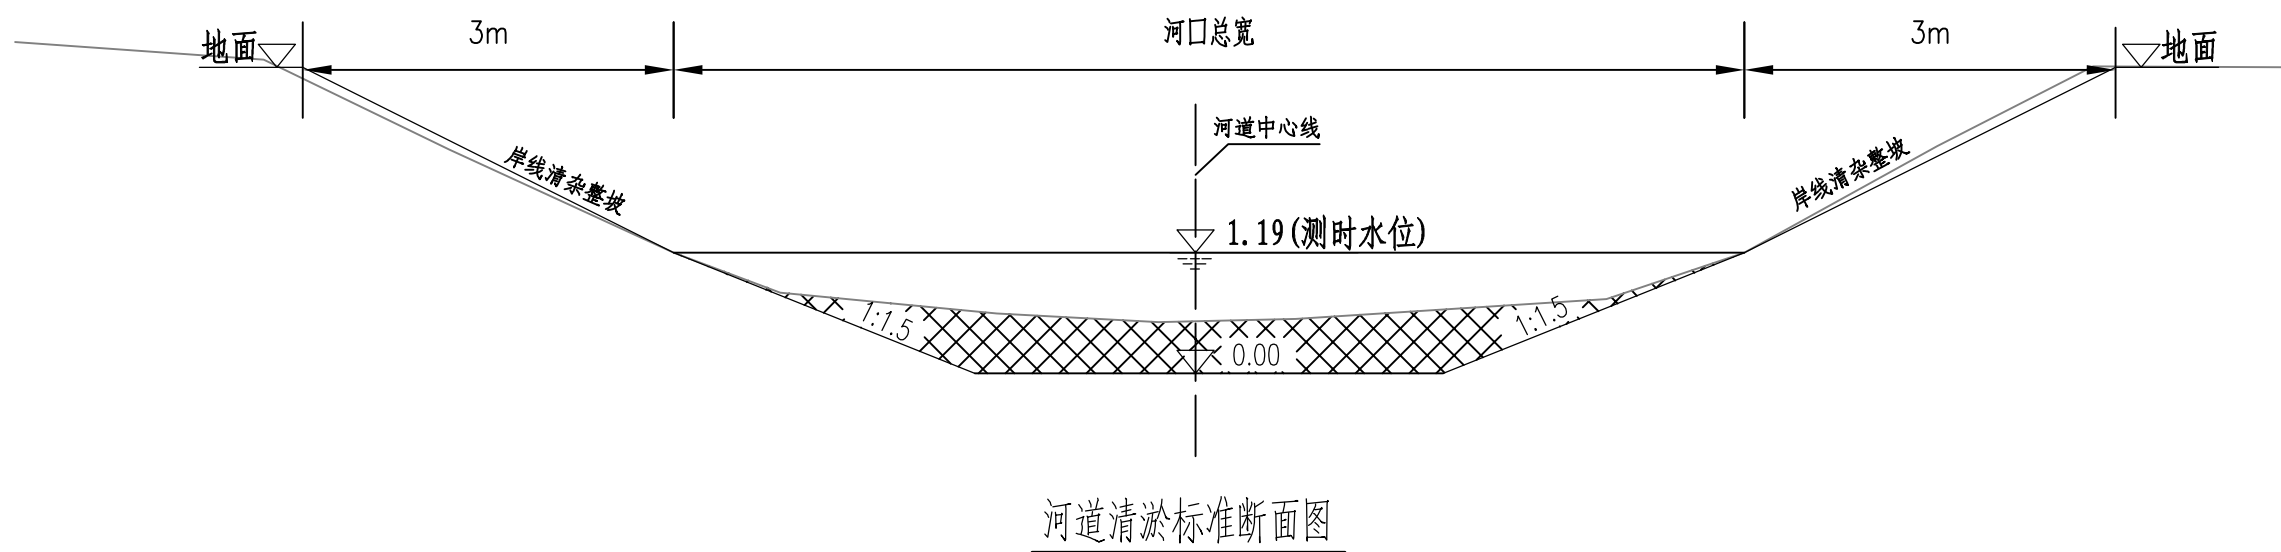 地面
3m
河口总宽
3m
地面
河道中心线
岸线清杂整坡
岸线清杂整坡
1.19(测时水位)
1:1.5
0.00
1:1.5
河道清淤标准断面图